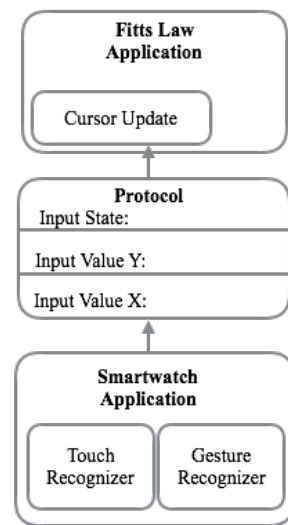 Fitts Law
Application
Cursor Update
Protocol
Input State:
Input Value Y:
Input Value X:
Smartwatch
Application
Touch
Recognizer
Gesture
Recognizer